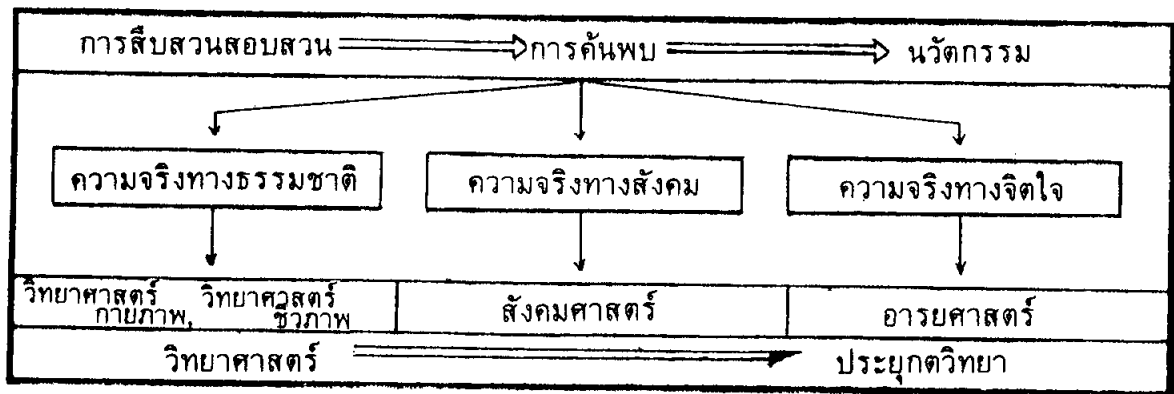 การสืบสวนสอบสวน การค้นพบ นวัตกรรม
ความจริงทางธรรมชาติ ความจริงทางสังคม ความจริงทางจิตใจ
วิทยาศาสตร์ วิทยาศาสตร์ สังคมศาสตร์ อารยศาสตร์
กายภาพ, ชีวภาพ
วิทยาศาสตร์ ประยุกตวิทยา